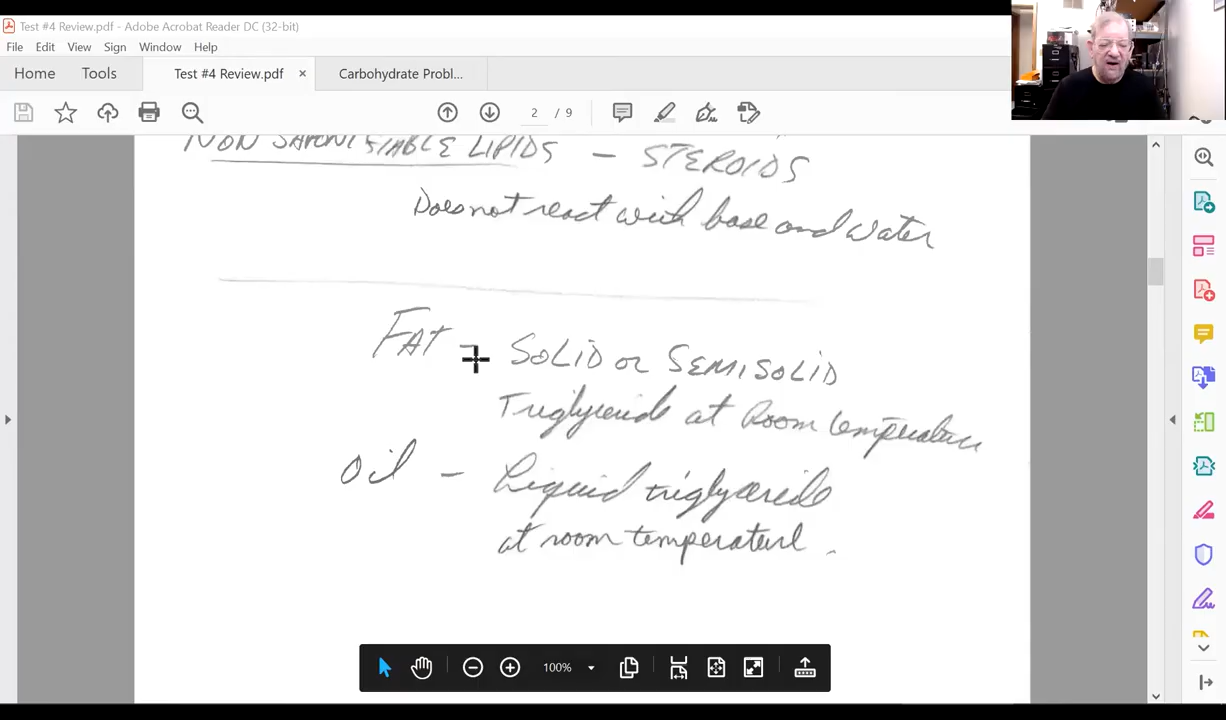 Test #4 Review.pdf - Adobe Acrobat Reader DC (32-bit)
File Edit View Sign Window Help
Home Tools Test #4 Review.pdf × Carbohydrate Probl...
2 / 9
NON SAPONIFIABLE LIPIDS - STEROIDS
Does not react with base and water
FAT - SOLID or SEMISOLID
Triglyceride at Room temperature
Oil - Liquid triglyceride
at room temperature.
100%